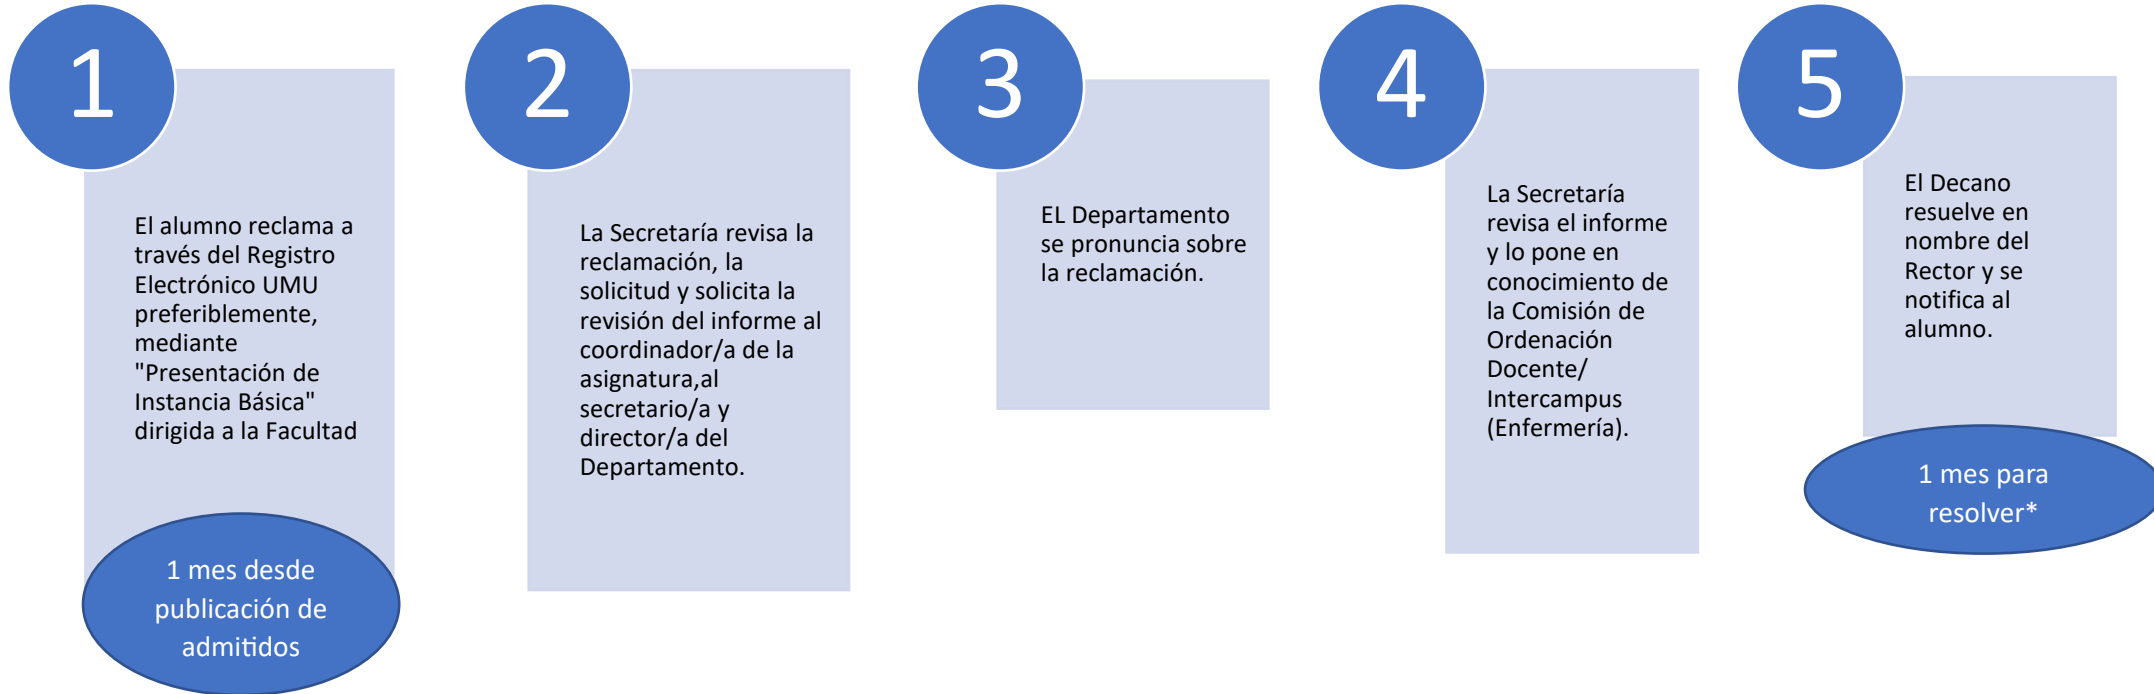 1
El alumno reclama a
través del Registro
Electrónico UMU
preferiblemente,
mediante
"Presentación de
Instancia Básica"
dirigida a la Facultad
1 mes desde
publicación de
admitidos
2
La Secretaría revisa la
reclamación, la
solicitud y solicita la
revisión del informe al
coordinador/a de la
asignatura,al
secretario/a y
director/a del
Departamento.
3
EL Departamento
se pronuncia sobre
la reclamación.
4
La Secretaría
revisa el informe
y lo pone en
conocimiento de
la Comisión de
Ordenación
Docente/
Intercampus
(Enfermería).
5
El Decano
resuelve en
nombre del
Rector y se
notifica al
alumno.
1 mes para
resolver*